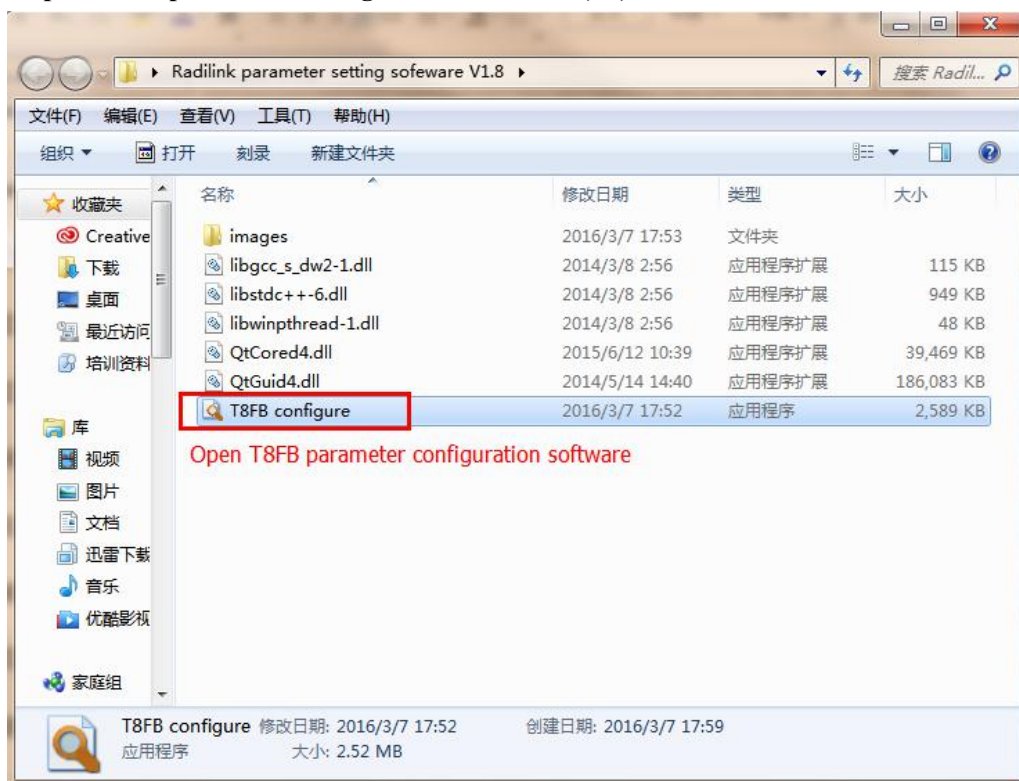 Radilink parameter setting sofeware V1.8
搜索 Radil...
文件(F) 编辑(E) 查看(V) 工具(T) 帮助(H)
组织 打开 刻录 新建文件夹
收藏夹
Creative
下载
桌面
最近访问
培训资料
库
视频
图片
文档
迅雷下载
音乐
优酷影视
家庭组
名称 修改日期 类型 大小
images 2016/3/7 17:53 文件夹
libgcc_s_dw2-1.dll 2014/3/8 2:56 应用程序扩展 115 KB
libstdc++-6.dll 2014/3/8 2:56 应用程序扩展 949 KB
libwinpthread-1.dll 2014/3/8 2:56 应用程序扩展 48 KB
QtCored4.dll 2015/6/12 10:39 应用程序扩展 39,469 KB
QtGuid4.dll 2014/5/14 14:40 应用程序扩展 186,083 KB
T8FB configure 2016/3/7 17:52 应用程序 2,589 KB
Open T8FB parameter configuration software
T8FB configure 修改日期: 2016/3/7 17:52 创建日期: 2016/3/7 17:59
应用程序 大小: 2.52 MB